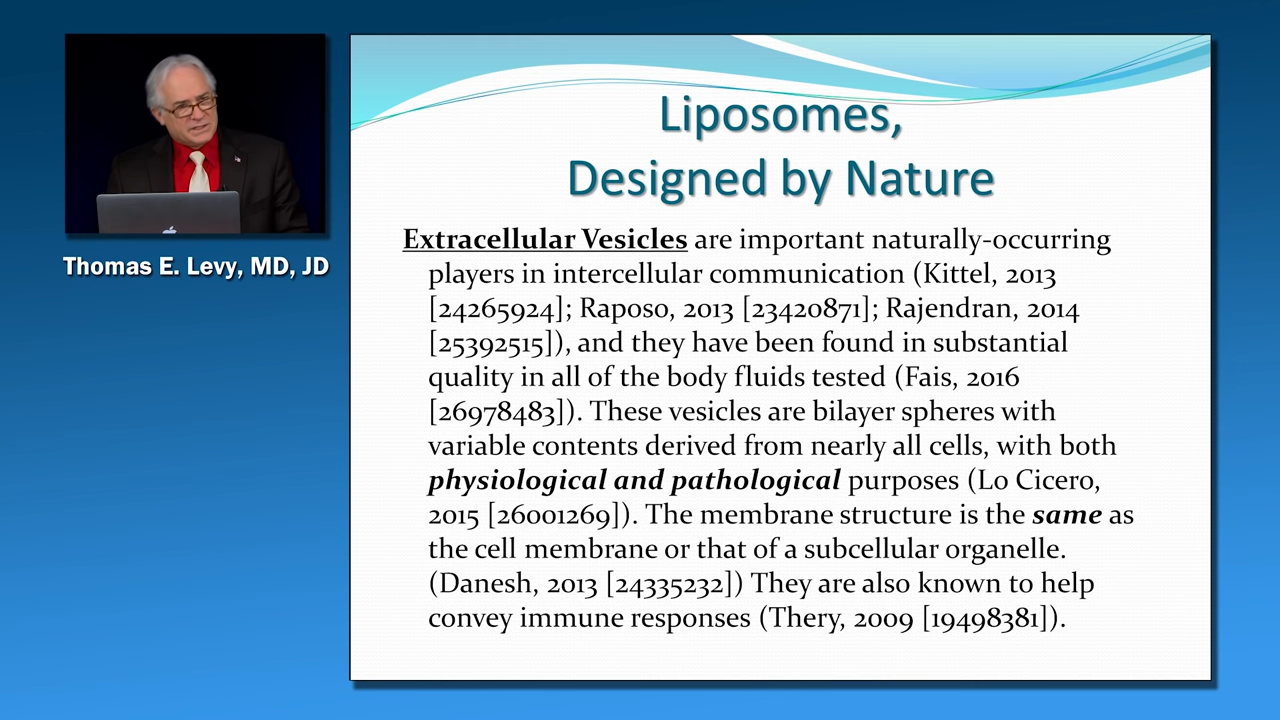 Liposomes,
Designed by Nature
Extracellular Vesicles are important naturally-occurring
players in intercellular communication (Kittel, 2013
[24265924]; Raposo, 2013 [23420871]; Rajendran, 2014
[25392515]), and they have been found in substantial
quality in all of the body fluids tested (Fais, 2016
[26978483]). These vesicles are bilayer spheres with
variable contents derived from nearly all cells, with both
physiological and pathological purposes (Lo Cicero,
2015 [26001269]). The membrane structure is the same as
the cell membrane or that of a subcellular organelle.
(Danesh, 2013 [24335232]) They are also known to help
convey immune responses (Thery, 2009 [19498381]).
Thomas E. Levy, MD, JD